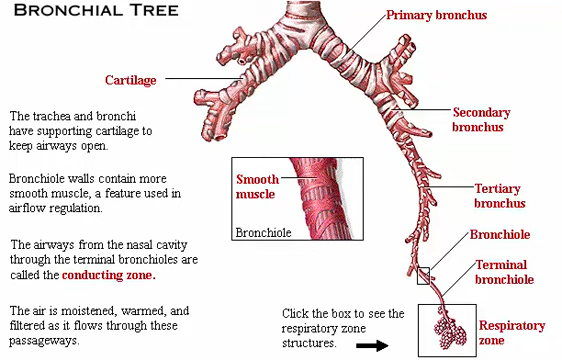 BRONCHIAL TREE
Primary bronchus
Cartilage
The trachea and bronchi
have supporting cartilage to
keep airways open.
Secondary
bronchus
Bronchiole walls contain more
smooth muscle, a feature used in
airflow regulation.
Smooth
muscle
Bronchiole
Tertiary
bronchus
Bronchiole
The airways from the nasal cavity
through the terminal bronchioles are
called the conducting zone.
Terminal
bronchiole
The air is moistened, warmed, and
filtered as it flows through these
passageways.
Click the box to see the
respiratory zone
structures.
Respiratory
zone